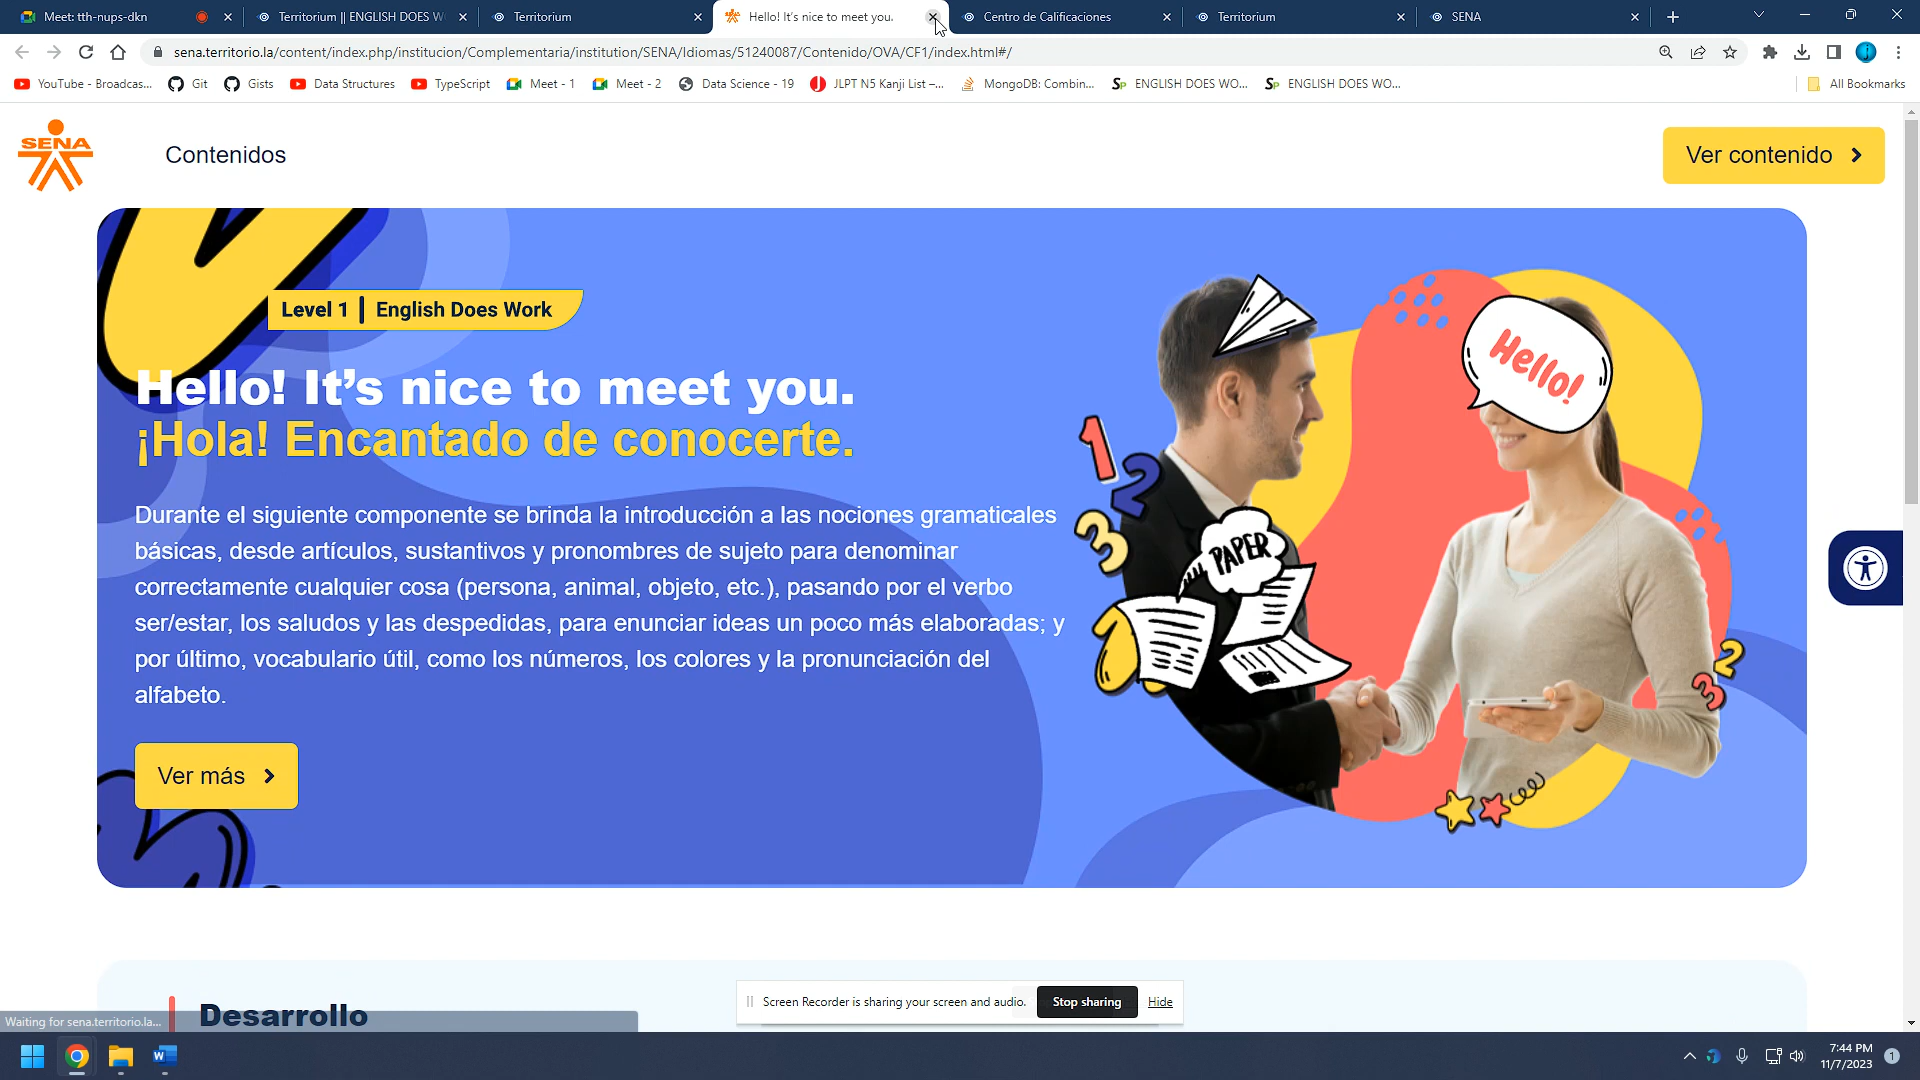 Meet: tth-nups-dkn
Territorium || ENGLISH DOES W
Territorium
Hello! It's nice to meet you.
Centro de Calificaciones
Territorium
SENA
sena.territorio.la/content/index.php/institucion/Complementaria/institution/SENA/Idiomas/51240087/Contenido/OVA/CF1/index.html#/
YouTube - Broadcas...
Git
Gists
Data Structures
TypeScript
Meet - 1
Meet - 2
Data Science - 19
JLPT N5 Kanji List –...
MongoDB: Combin...
ENGLISH DOES WO...
ENGLISH DOES WO...
All Bookmarks
SENA
Contenidos
Ver contenido
Level 1 | English Does Work
Hello! It’s nice to meet you.
¡Hola! Encantado de conocerte.
Durante el siguiente componente se brinda la introducción a las nociones gramaticales
básicas, desde artículos, sustantivos y pronombres de sujeto para denominar
correctamente cualquier cosa (persona, animal, objeto, etc.), pasando por el verbo
ser/estar, los saludos y las despedidas, para enunciar ideas un poco más elaboradas; y
por último, vocabulario útil, como los números, los colores y la pronunciación del
alfabeto.
Ver más
Hello!
1
2
3
PAPER
2
3
Desarrollo
Screen Recorder is sharing your screen and audio.
Stop sharing
Hide
Waiting for sena.territorio.la...
7:44 PM
11/7/2023
1